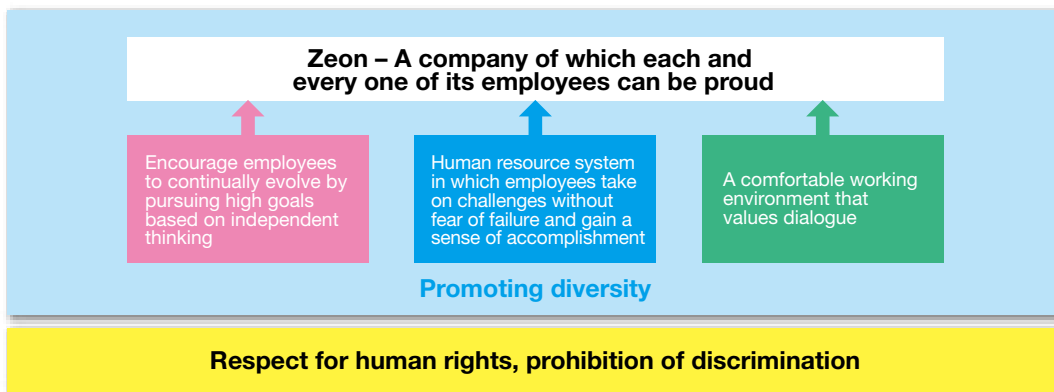 Zeon – A company of which each and
every one of its employees can be proud
Encourage employees
to continually evolve by
pursuing high goals
based on independent
thinking
Human resource system
in which employees take
on challenges without
fear of failure and gain a
sense of accomplishment
A comfortable working
environment that
values dialogue
Promoting diversity
Respect for human rights, prohibition of discrimination